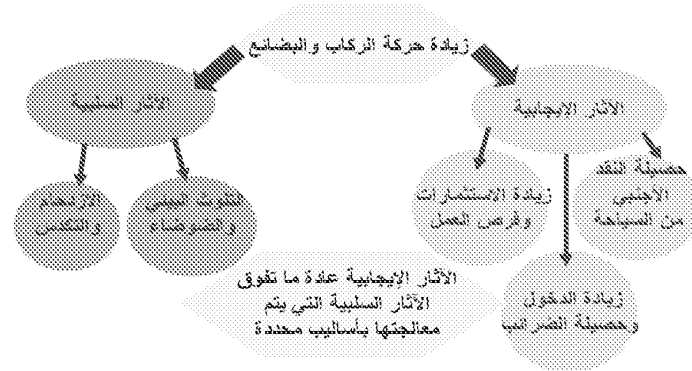 زيادة حركة الركاب والبضائع
الآثار الإيجابية
الآثار السلبية
حصيلة النقد
الأجنبي
من السياحة
زيادة الاستثمارات
وفرص العمل
زيادة الدخول
وحصيلة الضرائب
التلوث البيئي
والضوضاء
الازدحام
والتكدس
الآثار الإيجابية عادة ما تفوق
الآثار السلبية التي يتم
معالجتها بأساليب محددة